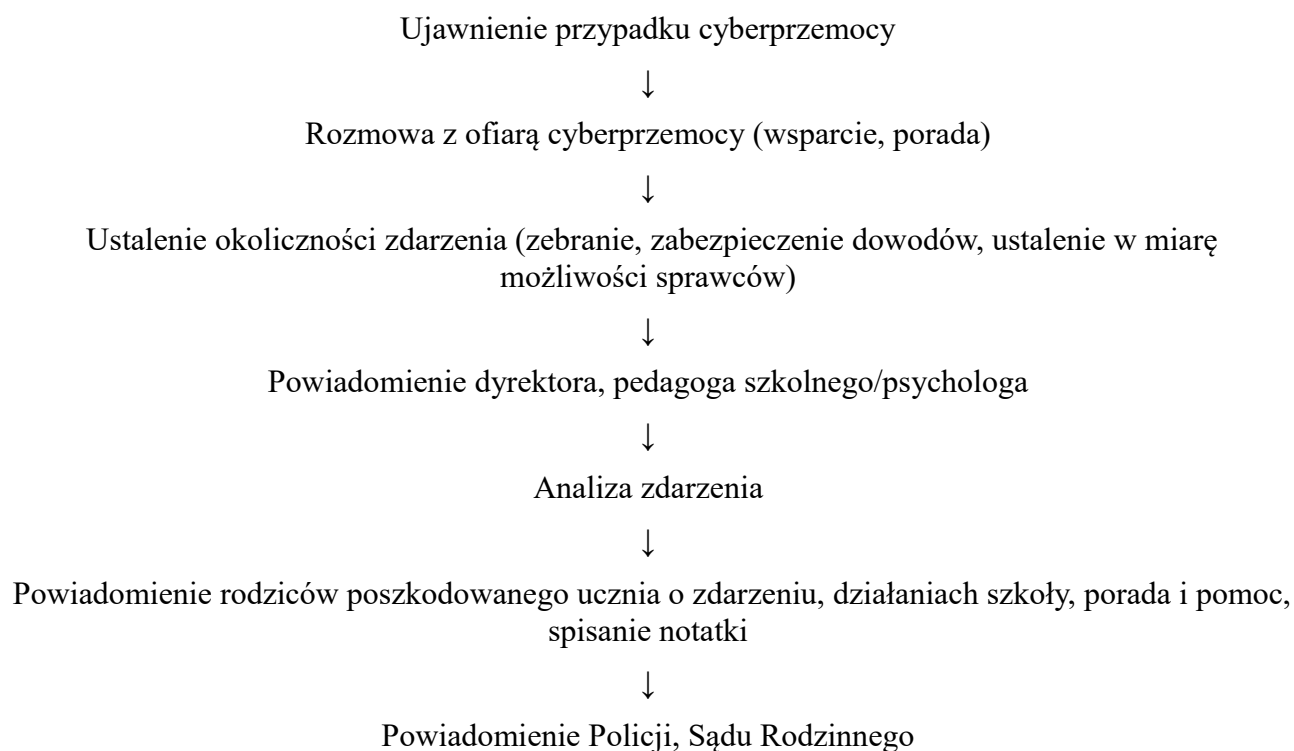 Ujawnienie przypadku cyberprzemocy
↓
Rozmowa z ofiarą cyberprzemocy (wsparcie, porada)
↓
Ustalenie okoliczności zdarzenia (zebranie, zabezpieczenie dowodów, ustalenie w miarę
możliwości sprawców)
↓
Powiadomienie dyrektora, pedagoga szkolnego/psychologa
↓
Analiza zdarzenia
↓
Powiadomienie rodziców poszkodowanego ucznia o zdarzeniu, działaniach szkoły, porada i pomoc,
spisanie notatki
↓
Powiadomienie Policji, Sądu Rodzinnego